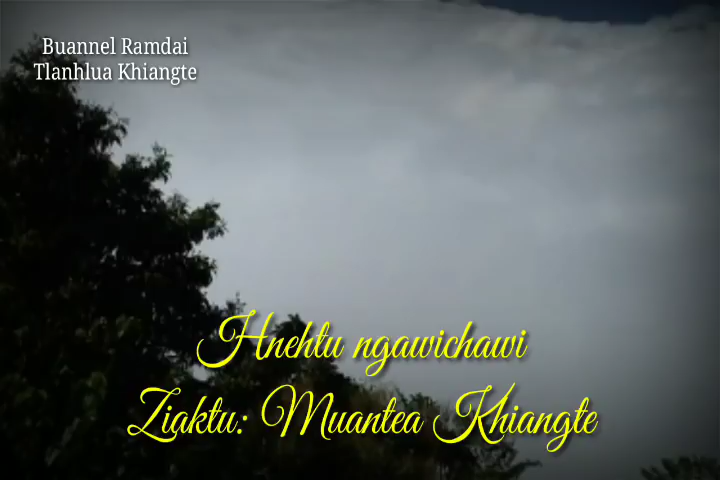 Buannel Ramdai
Tlanhlua Khiangte
Hnehtu ngawichawi
Ziaktu: Muantea Khiangte